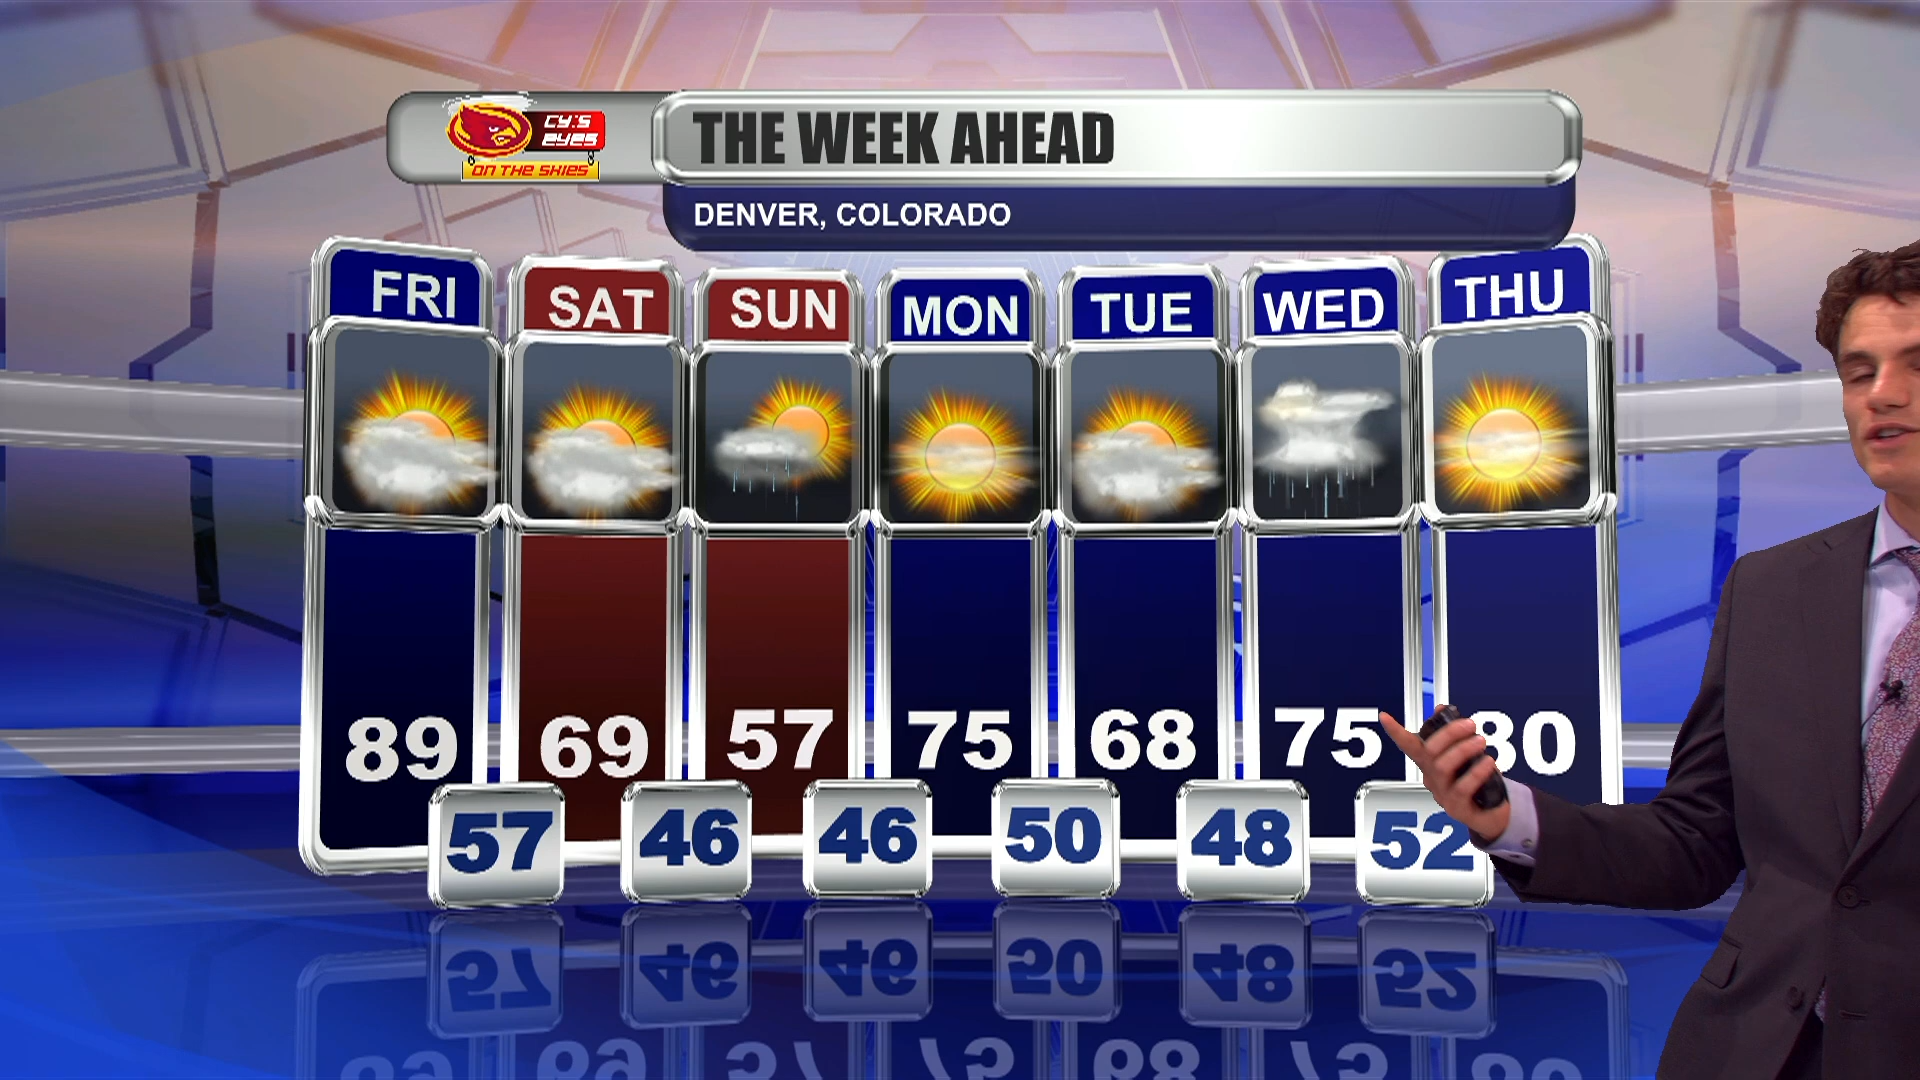 CY'S
EYES
ON THE SKIES
THE WEEK AHEAD
DENVER, COLORADO
FRI SAT SUN MON TUE WED THU
89 69 57 75 68 75 80
57 46 46 50 48 52